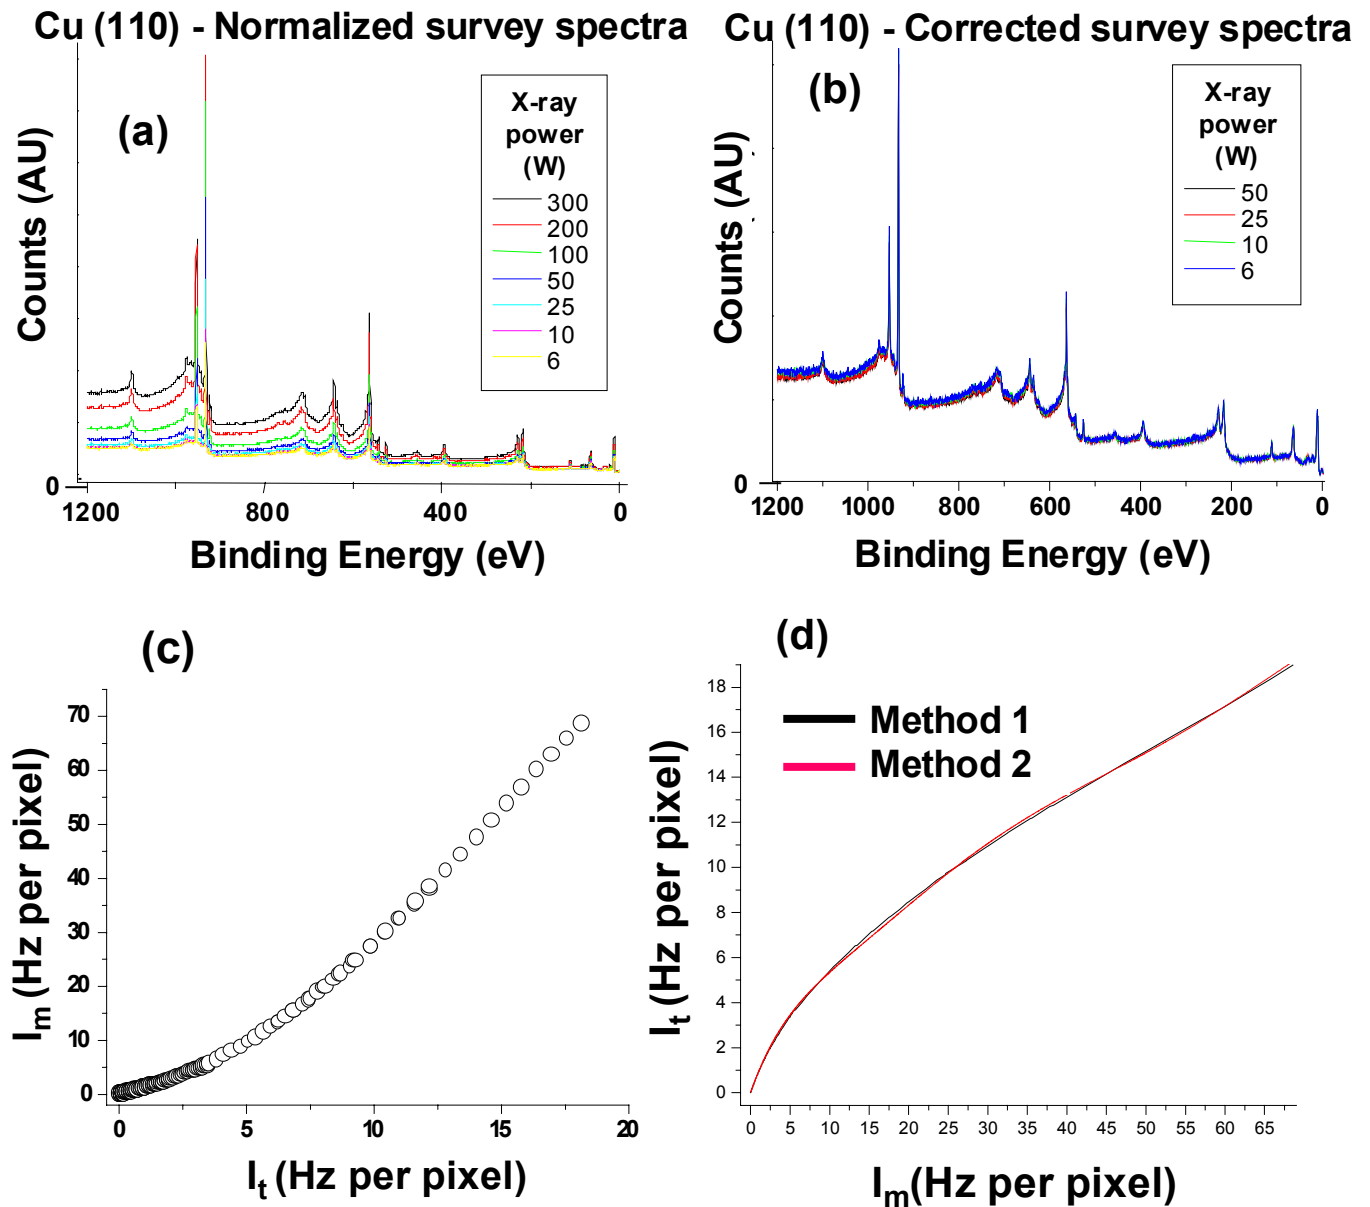 Cu (110) - Normalized survey spectra
(a)
X-ray
power
(W)
300
200
100
50
25
10
6
Counts (AU)
0
1200
800
400
0
Binding Energy (eV)
Cu (110) - Corrected survey spectra
(b)
X-ray
power
(W)
50
25
10
6
Counts (AU)
0
1200
1000
800
600
400
200
0
Binding Energy (eV)
(c)
70
60
50
40
30
20
10
0
I_m (Hz per pixel)
0
5
10
15
20
I_t (Hz per pixel)
(d)
Method 1
Method 2
18
16
14
12
10
8
6
4
2
0
I_t (Hz per pixel)
0 5 10 15 20 25 30 35 40 45 50 55 60 65
I_m(Hz per pixel)